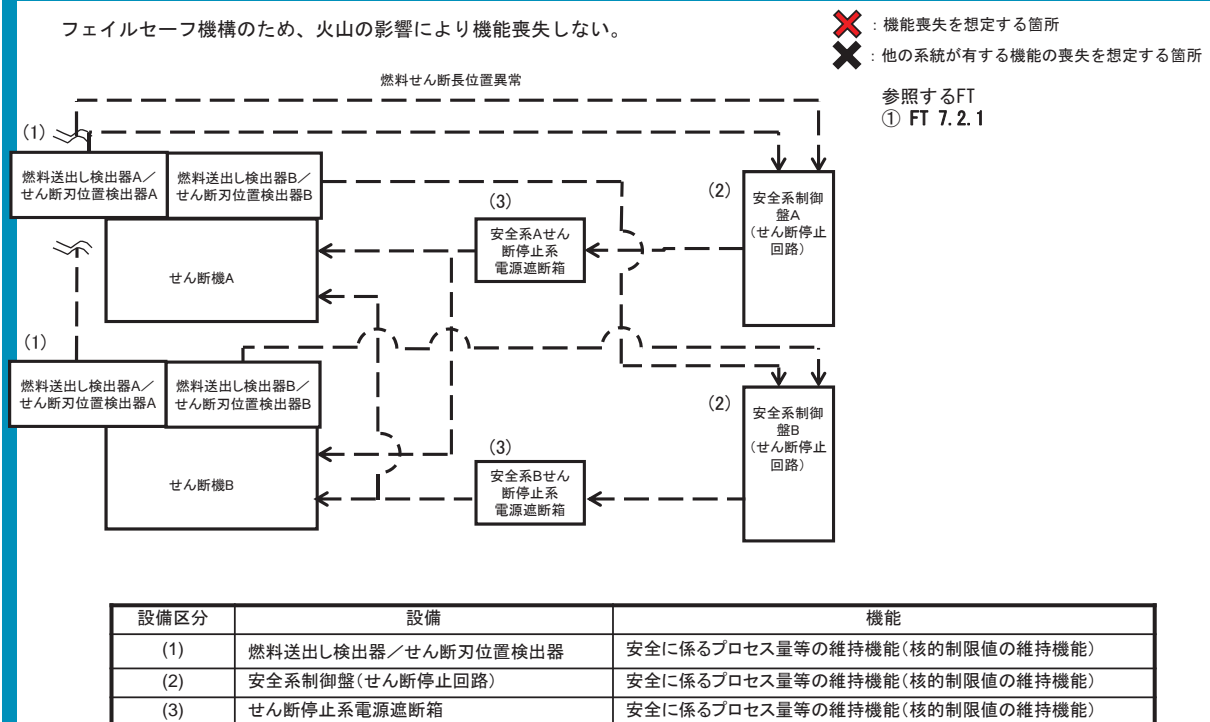 フェイルセーフ機構のため、火山の影響により機能喪失しない。
：機能喪失を想定する箇所
：他の系統が有する機能の喪失を想定する箇所
参照するFT
① FT 7.2.1
燃料せん断長位置異常
(1)
燃料送出し検出器A／
せん断刃位置検出器A
燃料送出し検出器B／
せん断刃位置検出器B
せん断機A
(3)
安全系Aせん
断停止系
電源遮断箱
(2)
安全系制御
盤A
（せん断停止
回路）
(1)
燃料送出し検出器A／
せん断刃位置検出器A
燃料送出し検出器B／
せん断刃位置検出器B
せん断機B
(3)
安全系Bせん
断停止系
電源遮断箱
(2)
安全系制御
盤B
（せん断停止
回路）
設備区分 設備 機能
(1) 燃料送出し検出器／せん断刃位置検出器 安全に係るプロセス量等の維持機能（核的制限値の維持機能）
(2) 安全系制御盤（せん断停止回路） 安全に係るプロセス量等の維持機能（核的制限値の維持機能）
(3) せん断停止系電源遮断箱 安全に係るプロセス量等の維持機能（核的制限値の維持機能）